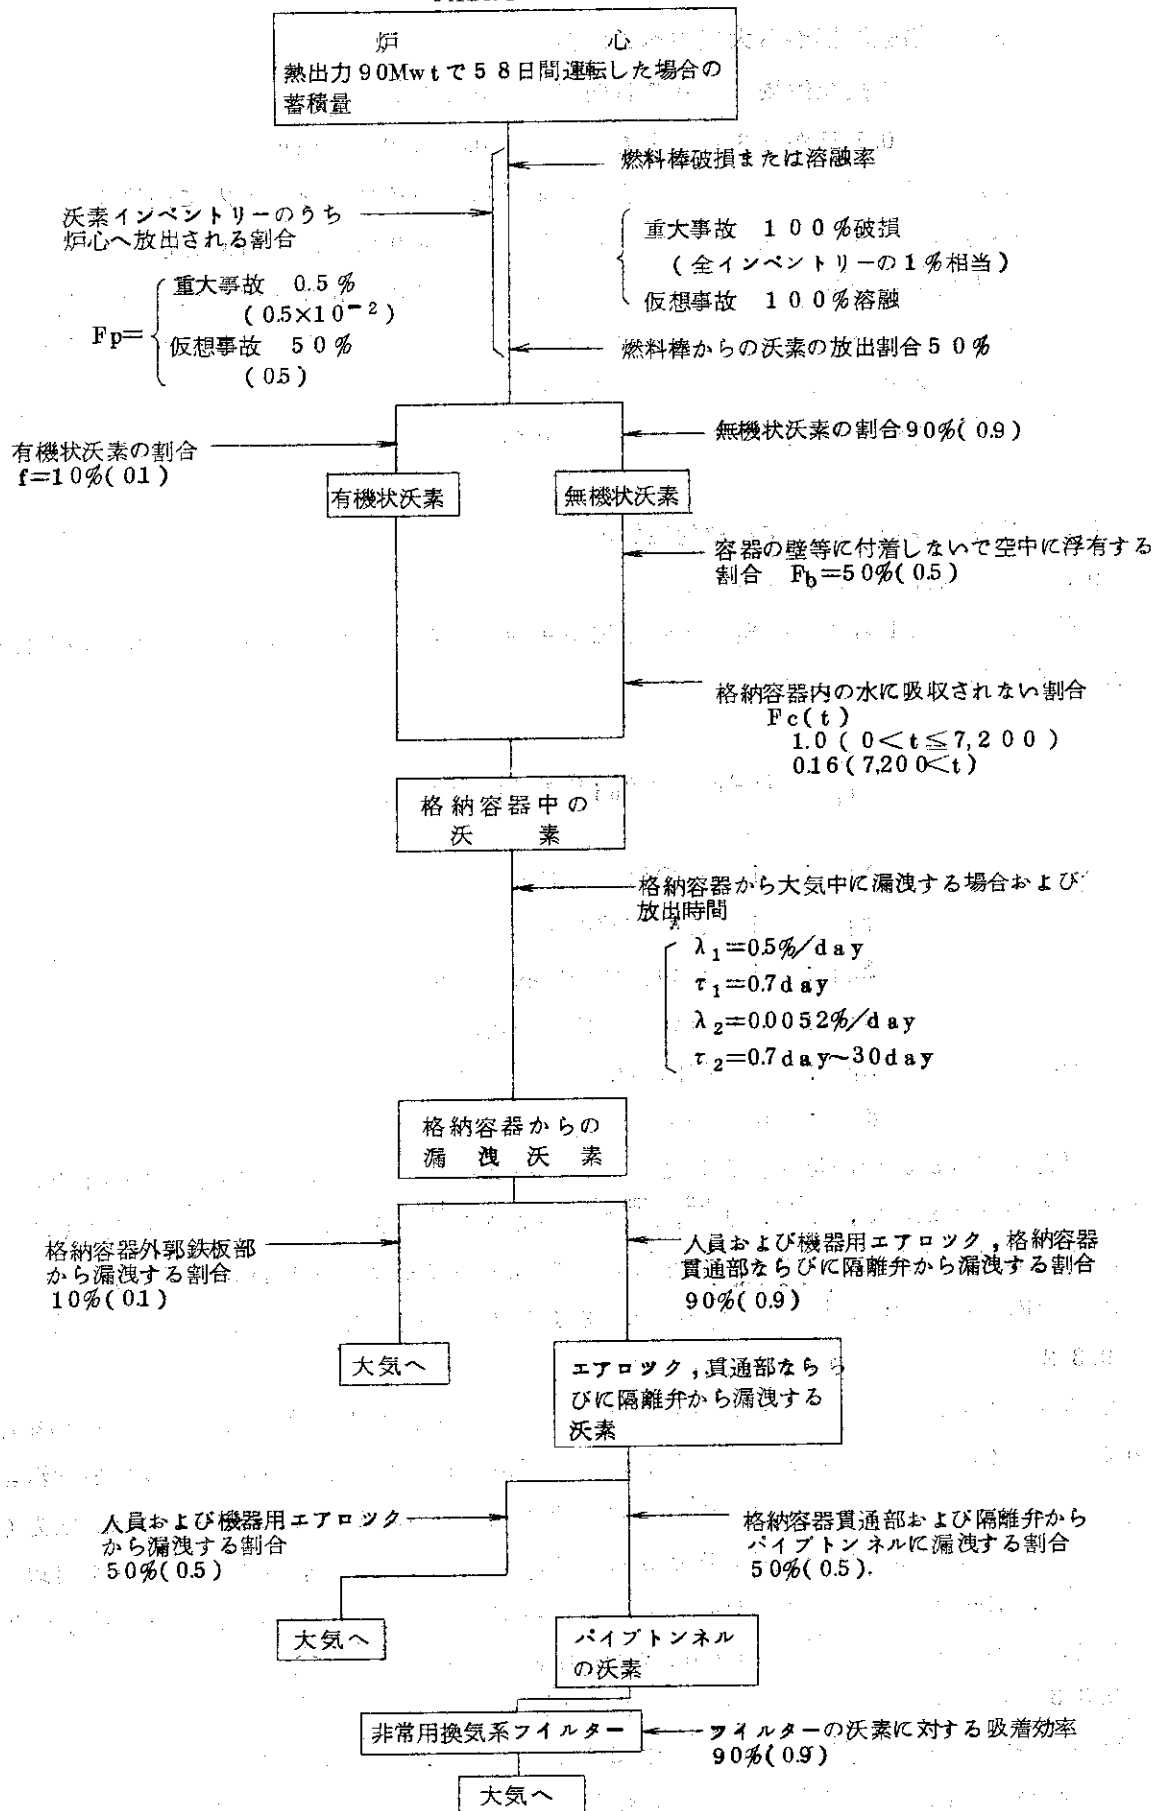 炉　心
熱出力90Mwtで58日間運転した場合の
蓄積量
燃料棒破損または溶融率
沃素インベントリーのうち
炉心へ放出される割合
重大事故　100%破損
(全インベントリーの1%相当)
仮想事故　100%溶融
Fp=
重大事故　0.5%
(0.5×10⁻²)
仮想事故　50%
(0.5)
燃料棒からの沃素の放出割合50%
有機状沃素の割合
f=10%(0.1)
無機状沃素の割合90%(0.9)
有機状沃素
無機状沃素
容器の壁等に付着しないで空中に浮有する
割合　Fb=50%(0.5)
格納容器内の水に吸収されない割合
Fc(t)
1.0(0<t≦7,200)
0.16(7,200<t)
格納容器中の
沃　素
格納容器から大気中に漏洩する場合および
放出時間
λ₁=0.5%/day
τ₁=0.7day
λ₂=0.0052%/day
τ₂=0.7day~30day
格納容器からの
漏洩沃素
格納容器外郭鉄板部
から漏洩する割合
10%(0.1)
人員および機器用エアロック,格納容器
貫通部ならびに隔離弁から漏洩する割合
90%(0.9)
大気へ
エアロック,貫通部ならら
びに隔離弁から漏洩する
沃素
人員および機器用エアロック
から漏洩する割合
50%(0.5)
格納容器貫通部および隔離弁から
パイプトンネルに漏洩する割合
50%(0.5).
大気へ
パイプトンネル
の沃素
非常用換気系フイルター
フイルターの沃素に対する吸着効率
90%(0.9)
大気へ